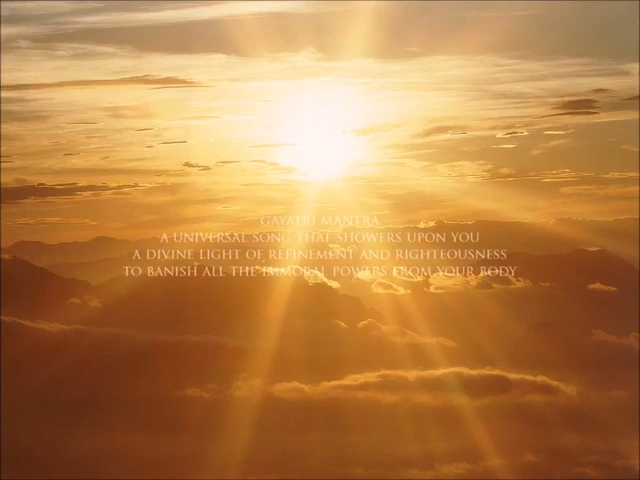 GAYATRI MANTRA
A UNIVERSAL SONG THAT SHOWERS UPON YOU
A DIVINE LIGHT OF REFINEMENT AND RIGHTEOUSNESS
TO BANISH ALL THE IMMORAL POWERS FROM YOUR BODY